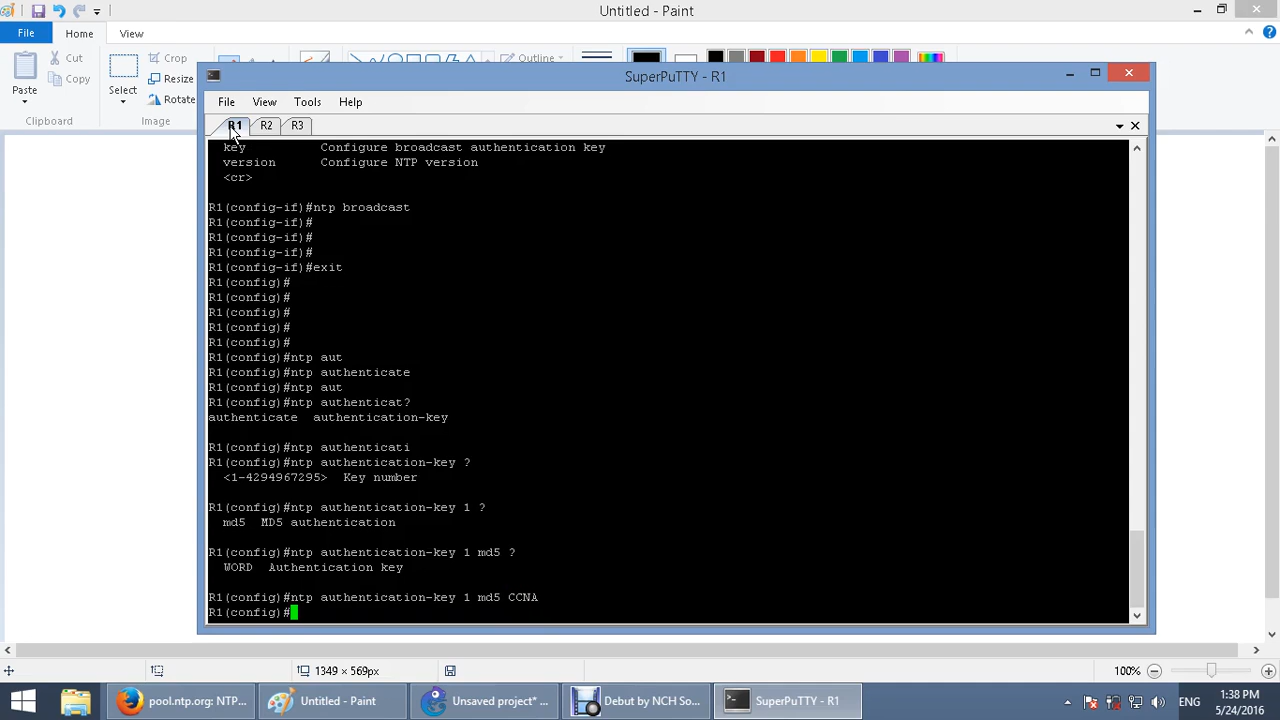 Untitled - Paint
File
Home
View
Paste
Cut
Copy
Clipboard
Select
Crop
Resize
Rotate
Image
Outline
SuperPuTTY - R1
File View Tools Help
R1 R2 R3
key Configure broadcast authentication key
version Configure NTP version
<cr>
R1(config-if)#ntp broadcast
R1(config-if)#
R1(config-if)#
R1(config-if)#
R1(config-if)#exit
R1(config)#
R1(config)#
R1(config)#
R1(config)#
R1(config)#
R1(config)#ntp aut
R1(config)#ntp authenticate
R1(config)#ntp aut
R1(config)#ntp authenticat?
authenticate authentication-key
R1(config)#ntp authenticati
R1(config)#ntp authentication-key ?
<1-4294967295> Key number
R1(config)#ntp authentication-key 1 ?
md5 MD5 authentication
R1(config)#ntp authentication-key 1 md5 ?
WORD Authentication key
R1(config)#ntp authentication-key 1 md5 CCNA
R1(config)#
1349 × 569px
100%
pool.ntp.org: NTP...
Untitled - Paint
Unsaved project*...
Debut by NCH So...
SuperPuTTY - R1
ENG
1:38 PM
5/24/2016